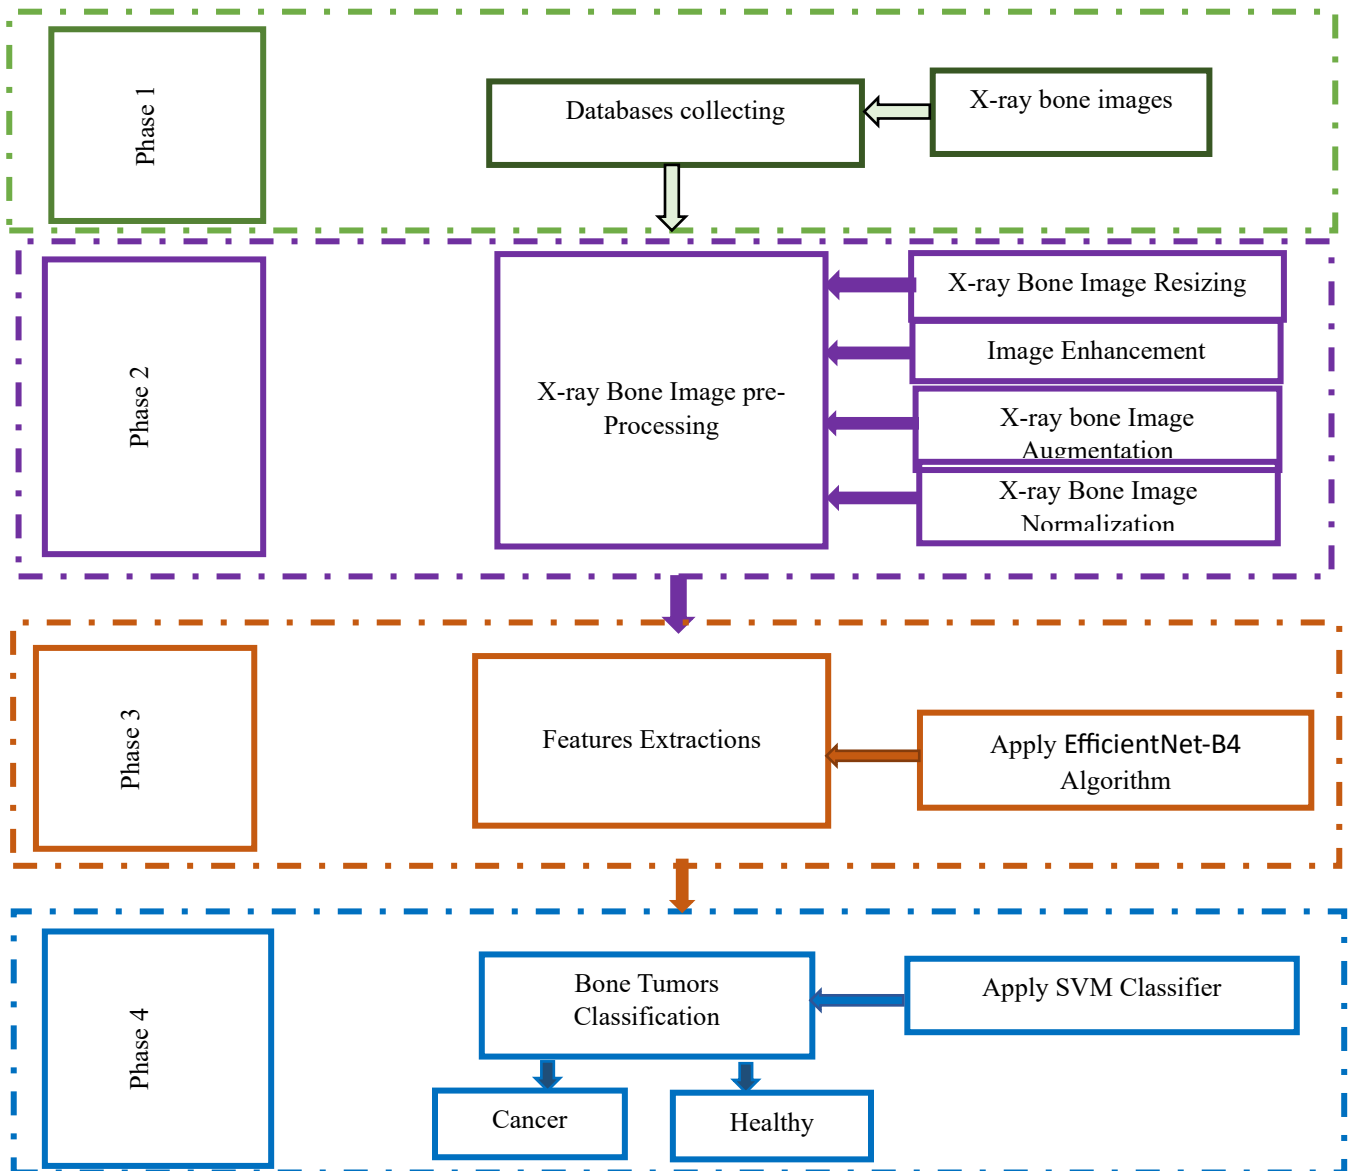 Phase 1
Databases collecting
X-ray bone images
Phase 2
X-ray Bone Image pre-
Processing
X-ray Bone Image Resizing
Image Enhancement
X-ray bone Image
Augmentation
X-ray Bone Image
Normalization
Phase 3
Features Extractions
Apply EfficientNet-B4
Algorithm
Phase 4
Bone Tumors
Classification
Apply SVM Classifier
Cancer
Healthy